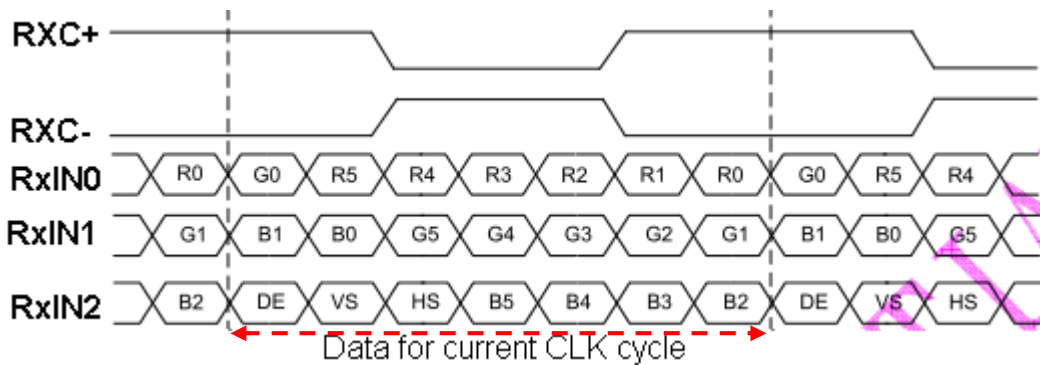 RXC+
RXC-
RxIN0 R0 G0 R5 R4 R3 R2 R1 R0 G0 R5 R4
RxIN1 G1 B1 B0 G5 G4 G3 G2 G1 B1 B0 G5
RxIN2 B2 DE VS HS B5 B4 B3 B2 DE VS HS
Data for current CLK cycle